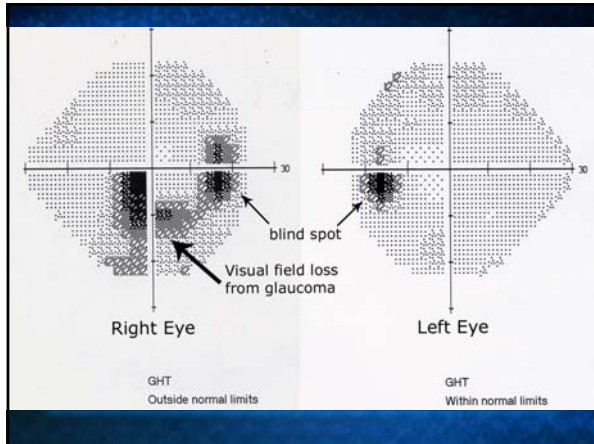 30
30
blind spot
Visual field loss
from glaucoma
Right Eye
Left Eye
GHT
Outside normal limits
GHT
Within normal limits